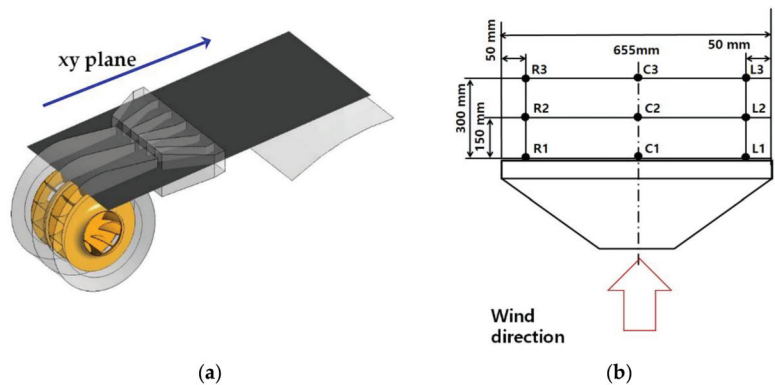 xy plane
(a)
50 mm
655mm
50 mm
R3
C3
L3
300 mm
R2
C2
L2
150 mm
R1
C1
L1
Wind
direction
(b)